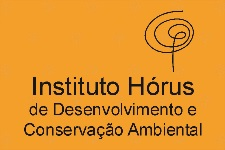 Instituto Hórus
de Desenvolvimento e
Conservação Ambiental